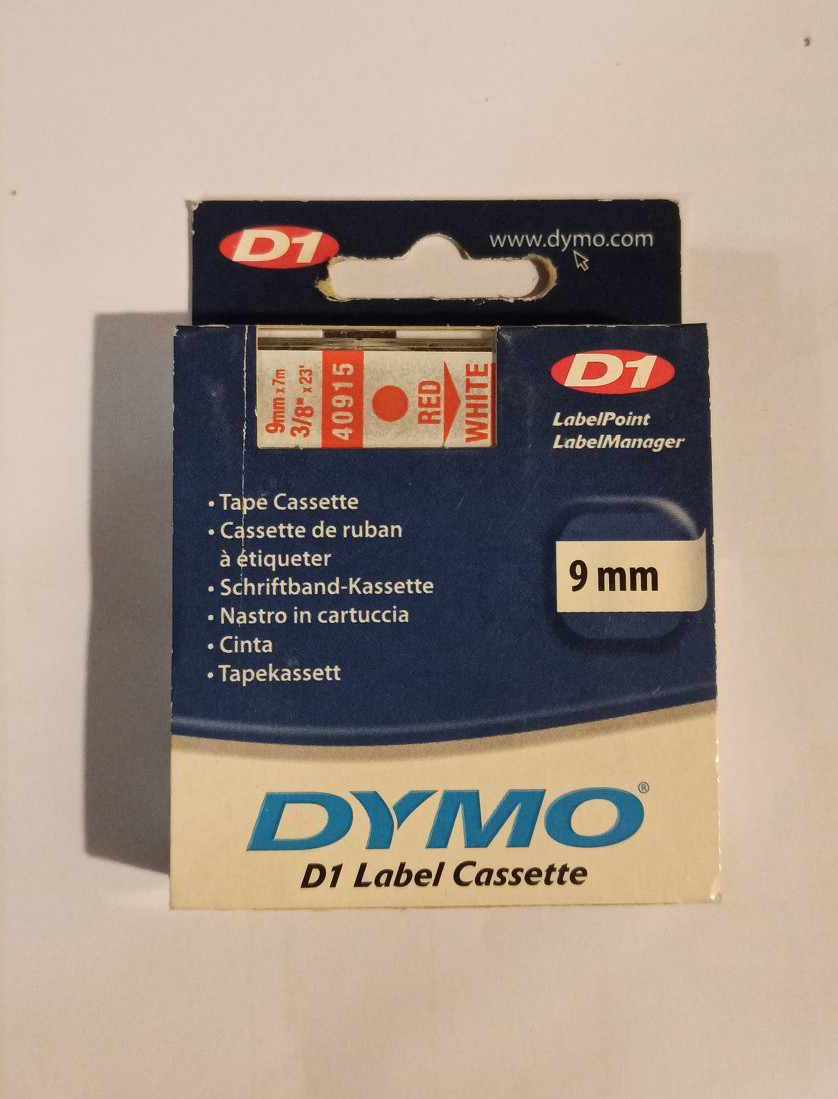 D1
www.dymo.com
9mm x 7m
3/8" x 23'
40915
RED
WHITE
D1
LabelPoint
LabelManager
• Tape Cassette
• Cassette de ruban
à étiqueter
• Schriftband-Kassette
• Nastro in cartuccia
• Cinta
• Tapekassett
9 mm
DYMO®
D1 Label Cassette